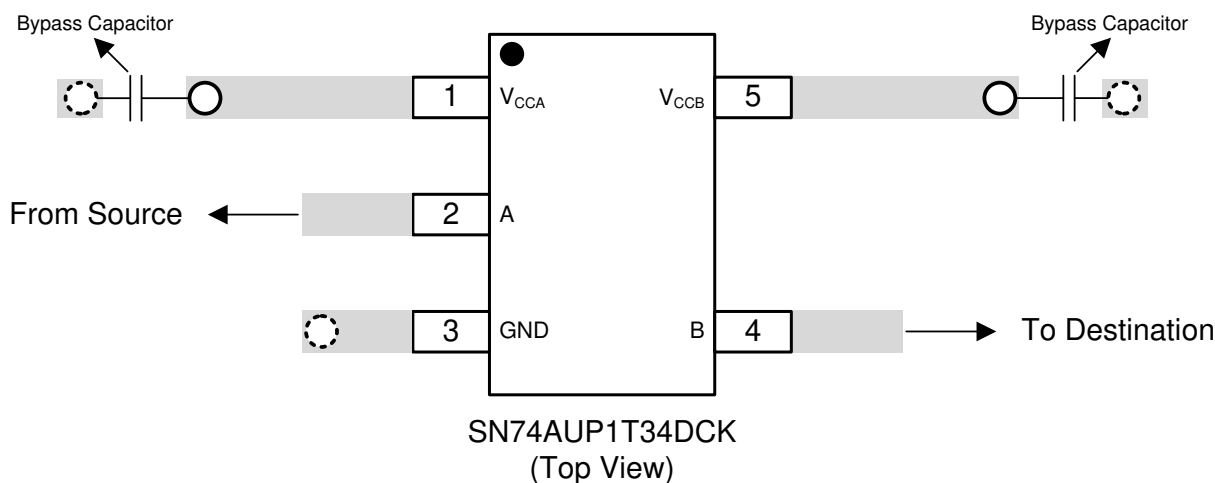 Bypass Capacitor
Bypass Capacitor
1
VCCA
VCCB
5
From Source
2
A
3
GND
B
4
To Destination
SN74AUP1T34DCK
(Top View)